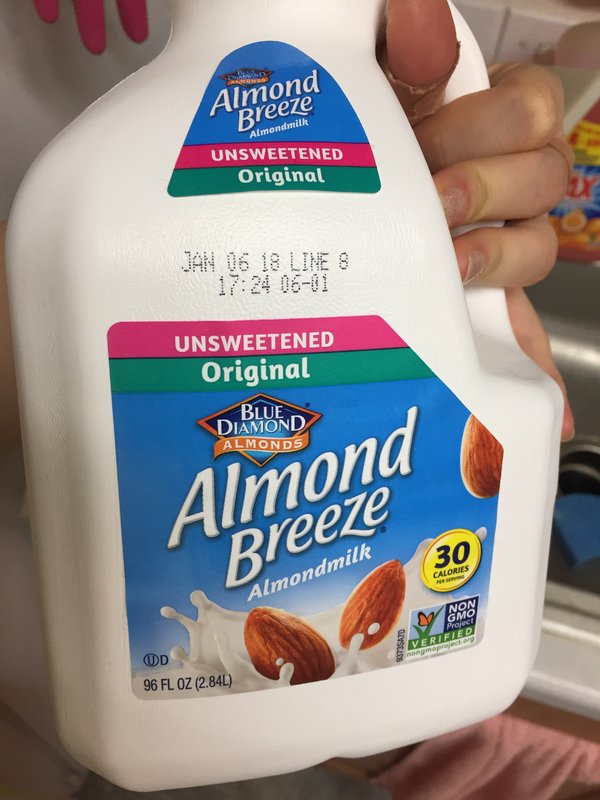 BLUE
DIAMOND
ALMONDS
Almond
Breeze
Almondmilk
UNSWEETENED
Original
JAN 06 18 LINE 8
17:24 06-01
UNSWEETENED
Original
BLUE
DIAMOND
ALMONDS
Almond
Breeze®
Almondmilk
30
CALORIES
PER SERVING
NON
GMO
Project
VERIFIED
nongmoproject.org
9373SA7D
UD
96 FL OZ (2.84L)